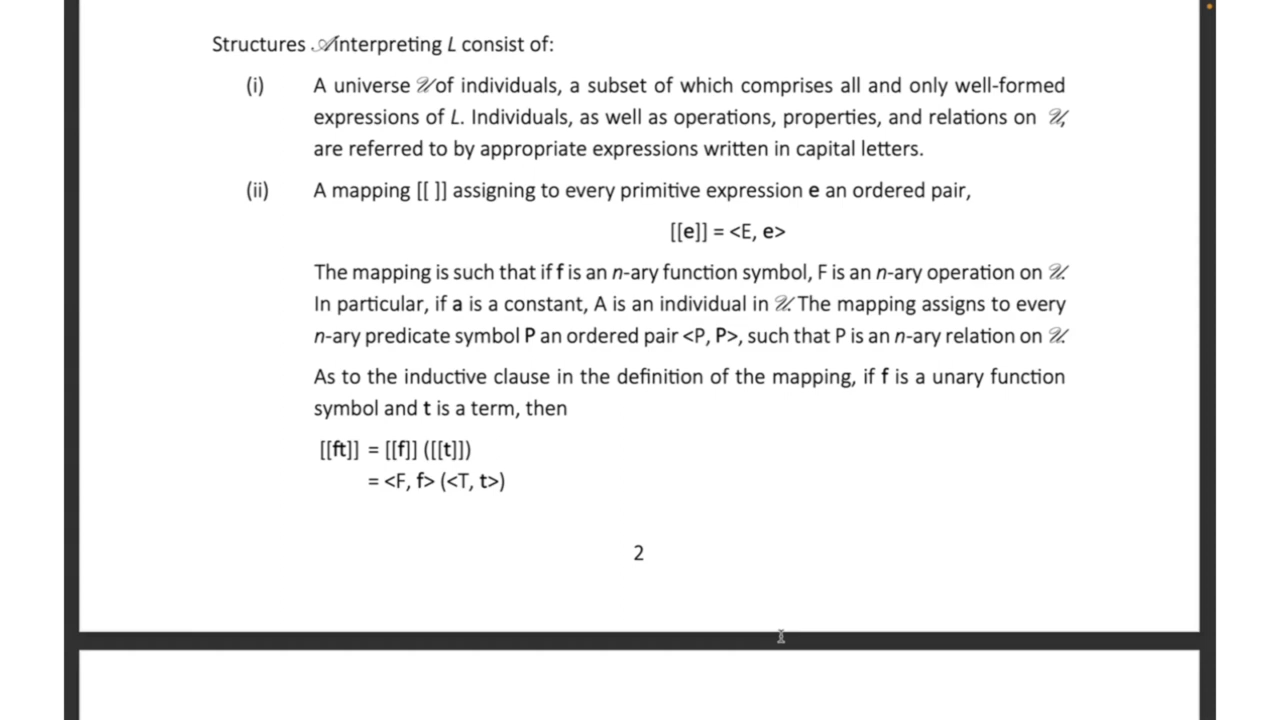 Structures 𝒜 interpreting L consist of:
(i) A universe 𝒰 of individuals, a subset of which comprises all and only well-formed
expressions of L. Individuals, as well as operations, properties, and relations on 𝒰,
are referred to by appropriate expressions written in capital letters.
(ii) A mapping [[ ]] assigning to every primitive expression e an ordered pair,
[[e]] = <E, e>
The mapping is such that if f is an n-ary function symbol, F is an n-ary operation on 𝒰.
In particular, if a is a constant, A is an individual in 𝒰. The mapping assigns to every
n-ary predicate symbol P an ordered pair <P, P>, such that P is an n-ary relation on 𝒰.
As to the inductive clause in the definition of the mapping, if f is a unary function
symbol and t is a term, then
[[ft]] = [[f]] ([[t]])
= <F, f> (<T, t>)
2